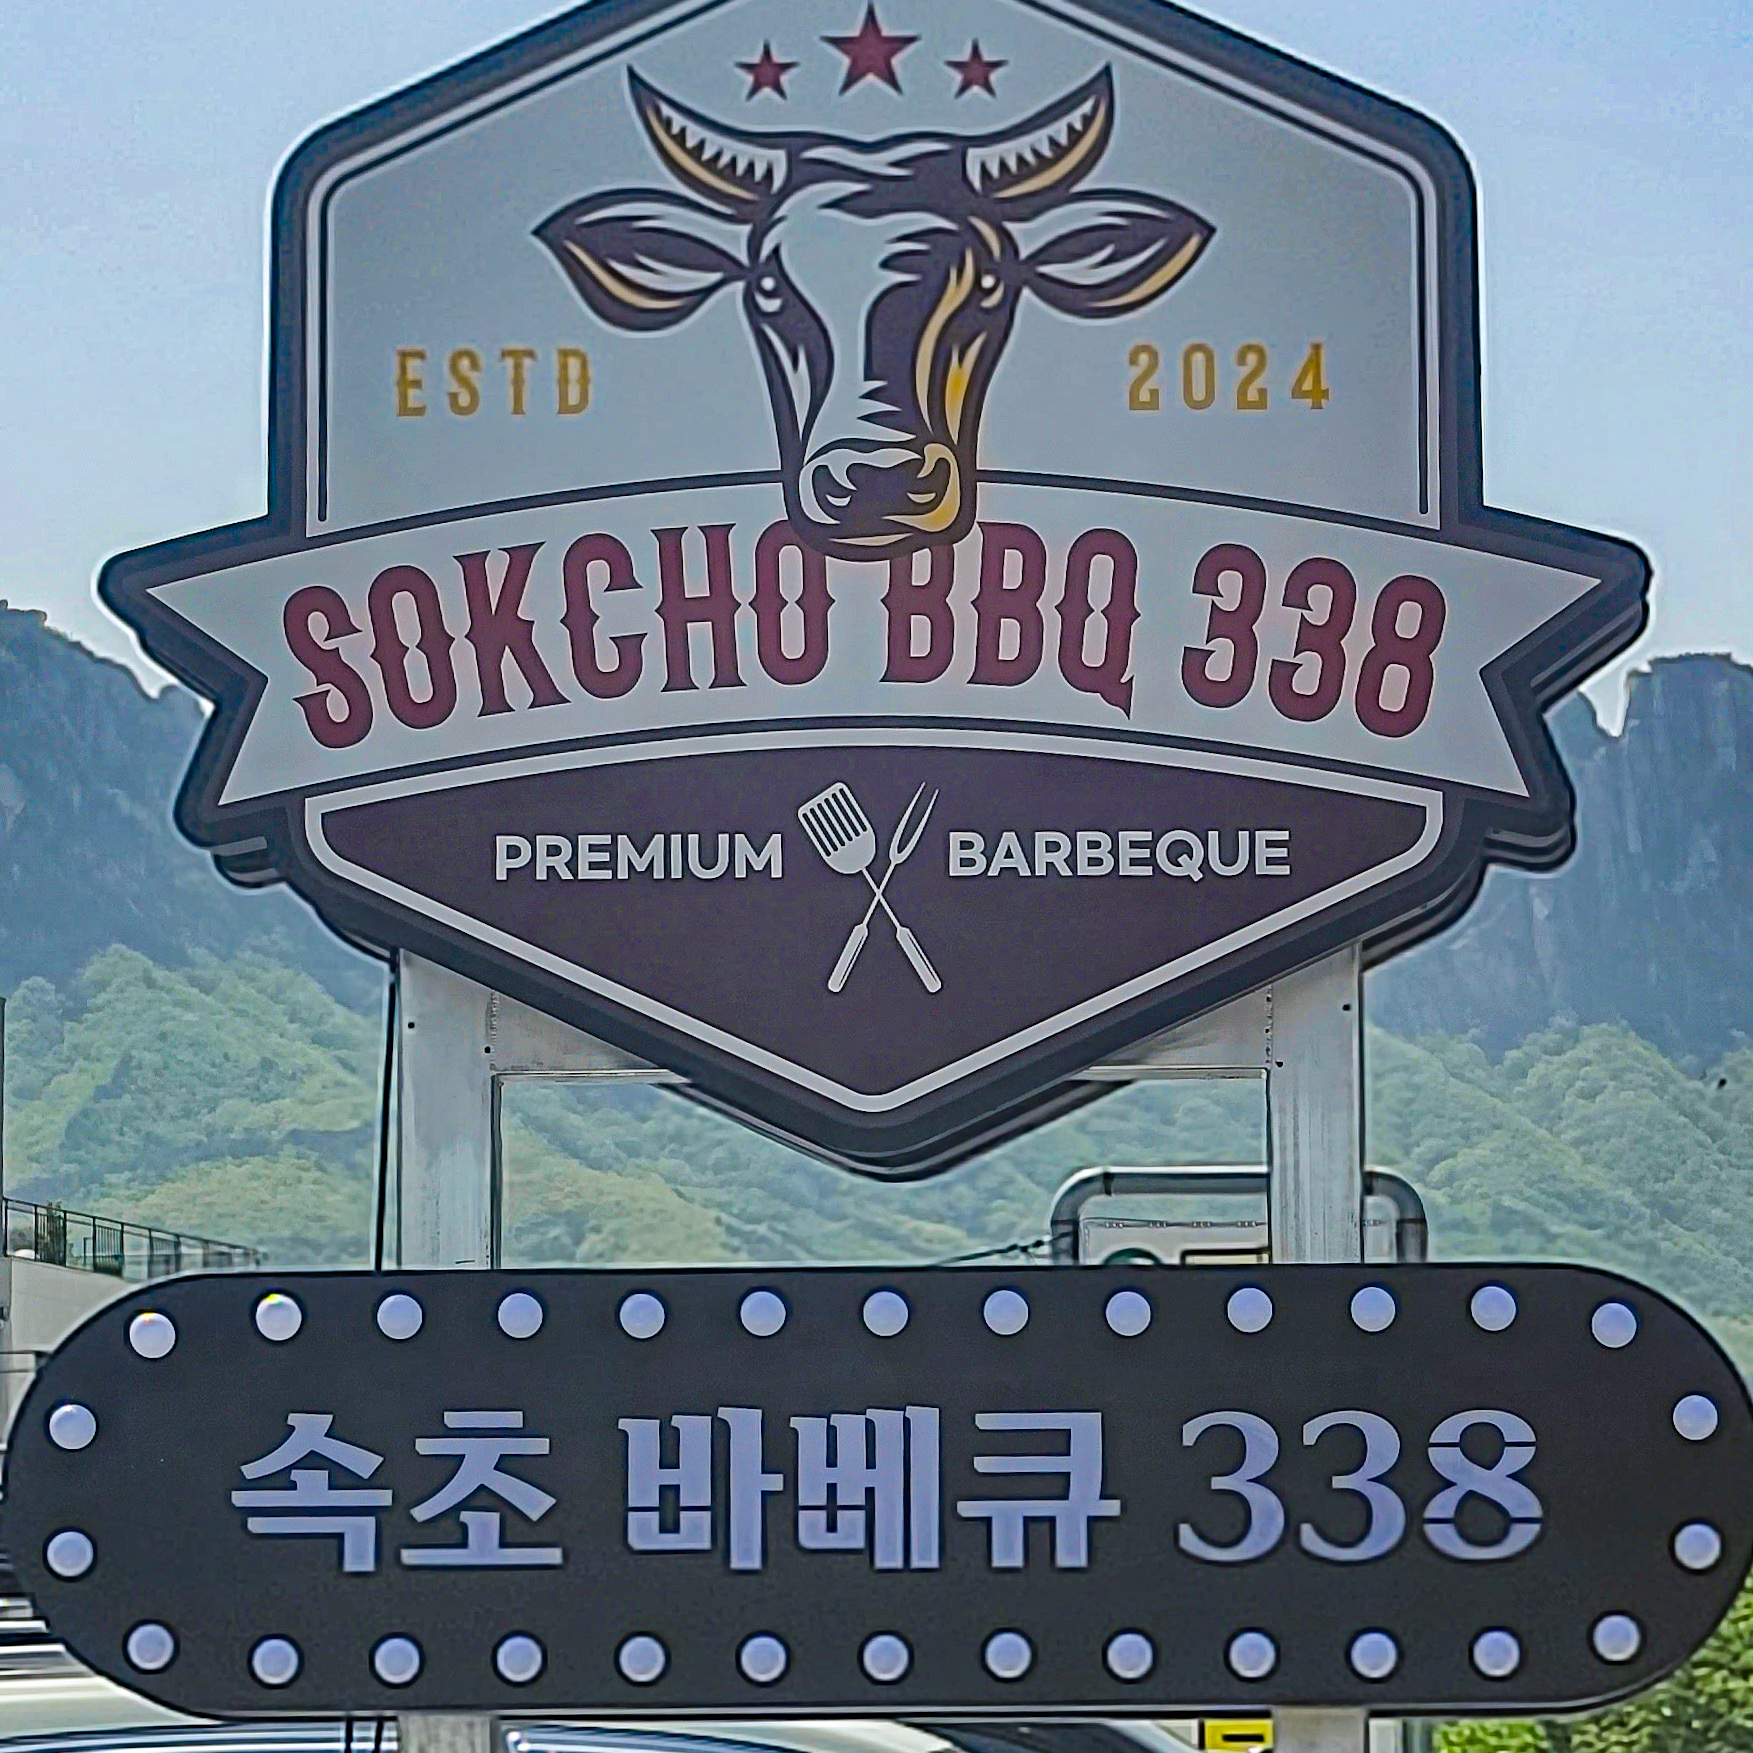 ESTD 2024
SOKCHO BBQ 338
PREMIUM BARBEQUE
속초 바베큐 338